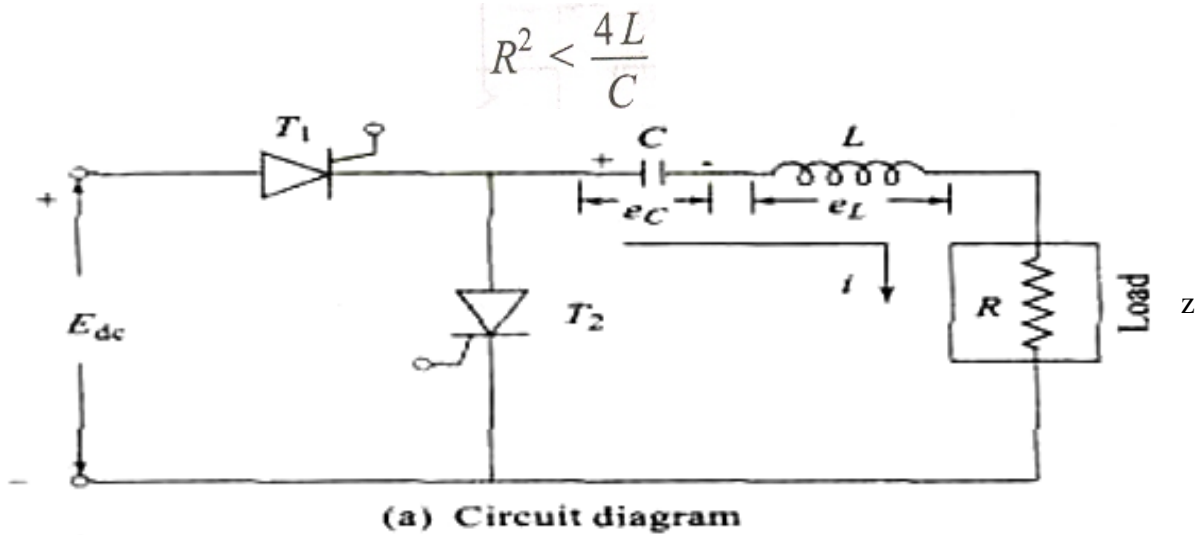 R² < 4L/C
T₁
C
L
+
-
+
e_C
e_L
i
R
Load
z
E_dc
T₂
-
(a) Circuit diagram